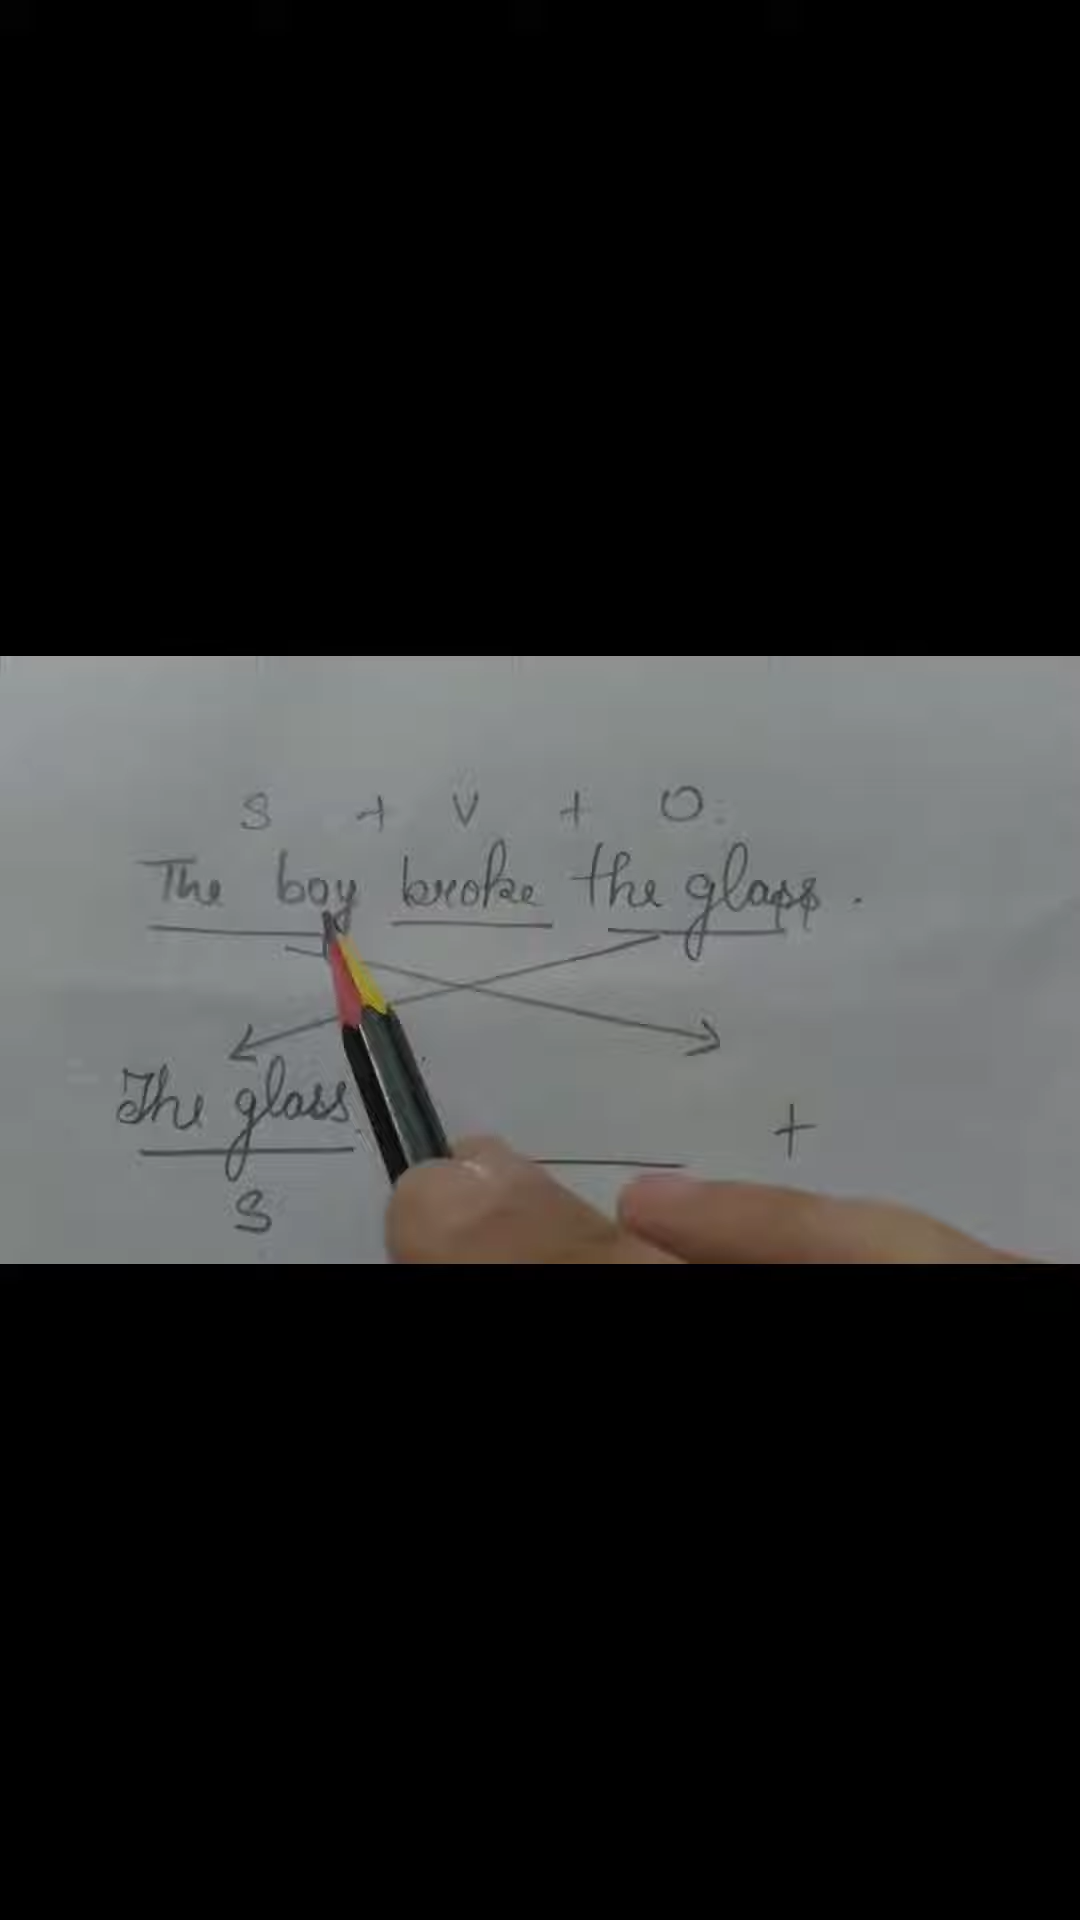 S + V + O.
The boy broke the glass.
The glass +
S